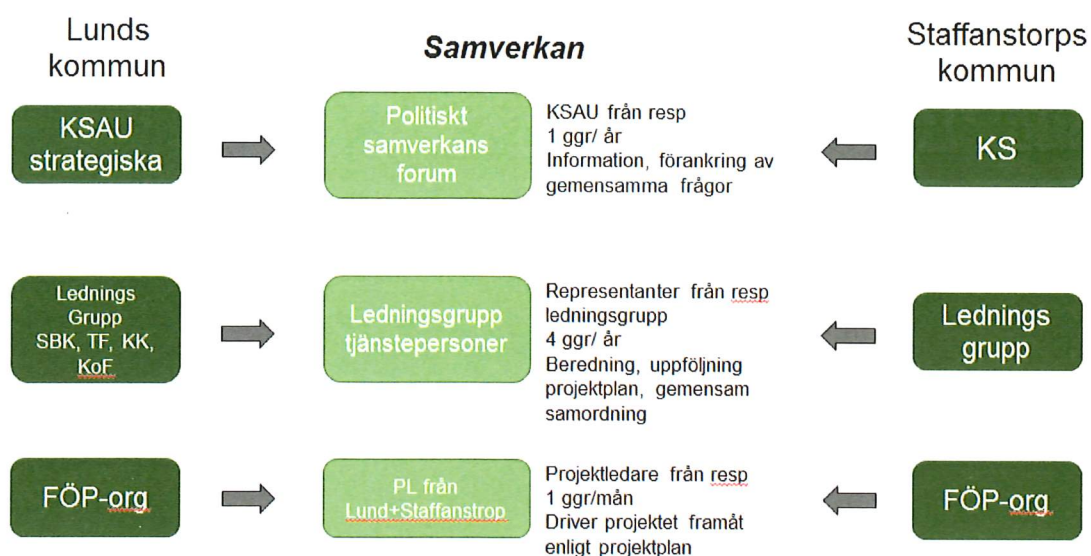 Lunds
kommun
Samverkan
Staffanstorps
kommun
KSAU
strategiska
Politiskt
samverkans
forum
KSAU från resp
1 ggr/ år
Information, förankring av
gemensamma frågor
KS
Lednings
Grupp
SBK, TF, KK,
KoF
Ledningsgrupp
tjänstepersoner
Representanter från resp
ledningsgrupp
4 ggr/ år
Beredning, uppföljning
projektplan, gemensam
samordning
Lednings
grupp
FÖP-org
PL från
Lund+Staffanstrop
Projektledare från resp
1 ggr/mån
Driver projektet framåt
enligt projektplan
FÖP-org